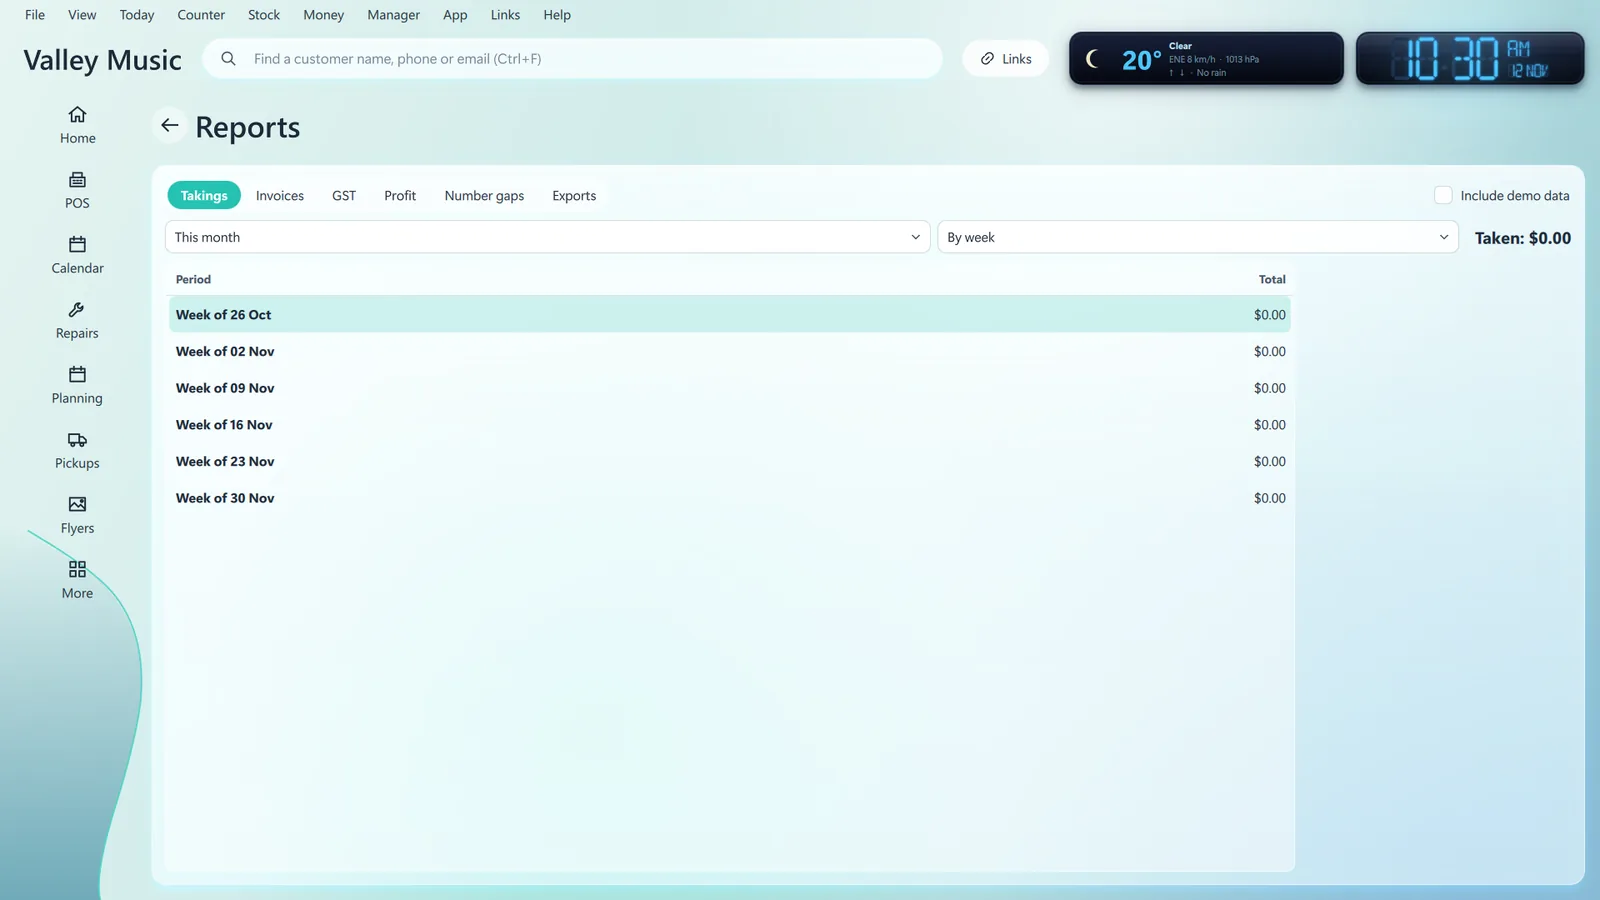 File View Today Counter Stock Money Manager App Links Help
Valley Music
Find a customer name, phone or email (Ctrl+F)
Links
20°
Clear
ENE 8 km/h · 1013 hPa
↑ ↓ · No rain
10:30 AM
12 NOV
Home
POS
Calendar
Repairs
Planning
Pickups
Flyers
More
← Reports
Takings Invoices GST Profit Number gaps Exports
Include demo data
This month
By week
Taken: $0.00
Period Total
Week of 26 Oct $0.00
Week of 02 Nov $0.00
Week of 09 Nov $0.00
Week of 16 Nov $0.00
Week of 23 Nov $0.00
Week of 30 Nov $0.00